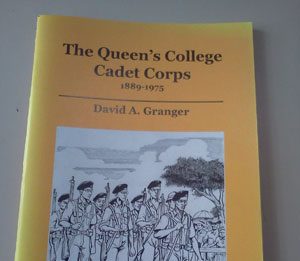 The Queen's College
Cadet Corps
1889-1975
David A. Granger